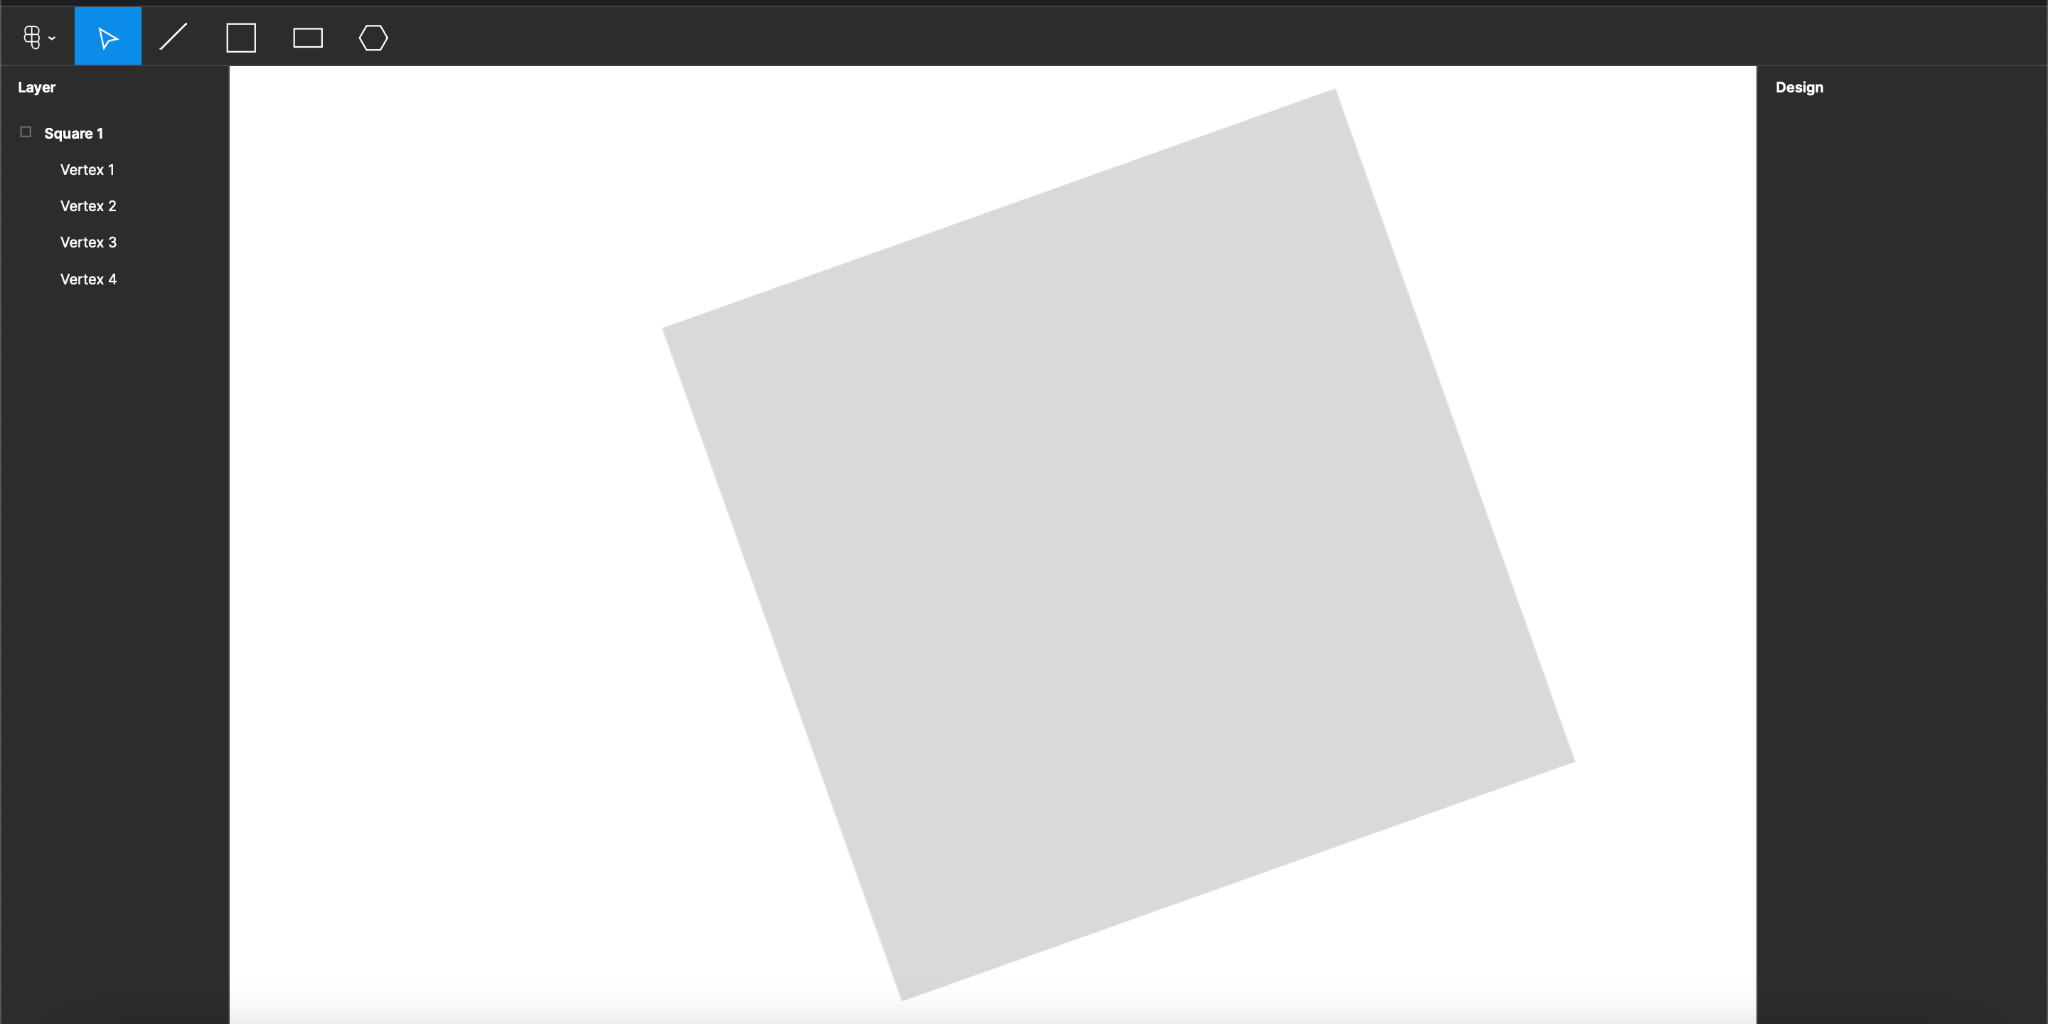 Layer
Design
Square 1
Vertex 1
Vertex 2
Vertex 3
Vertex 4